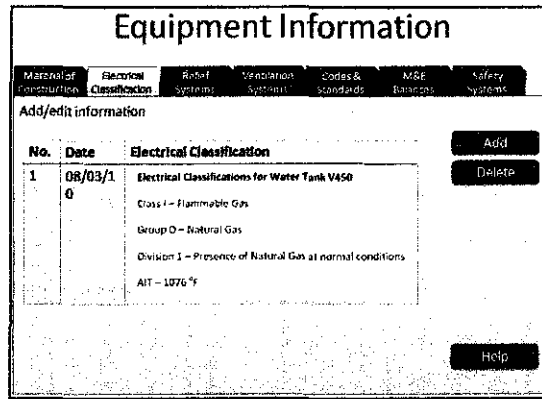 Equipment Information
Material of Construction
Electrical Classification
Relief Systems
Ventilation Systems
Codes & Standards
M&E Balances
Safety Systems
Add/edit information
Add
No. Date Electrical Classification
Delete
1 08/03/1
0
Electrical Classifications for Water Tank V450
Class I – Flammable Gas
Group D – Natural Gas
Division 1 – Presence of Natural Gas at normal conditions
AIT – 1076 °F
Help